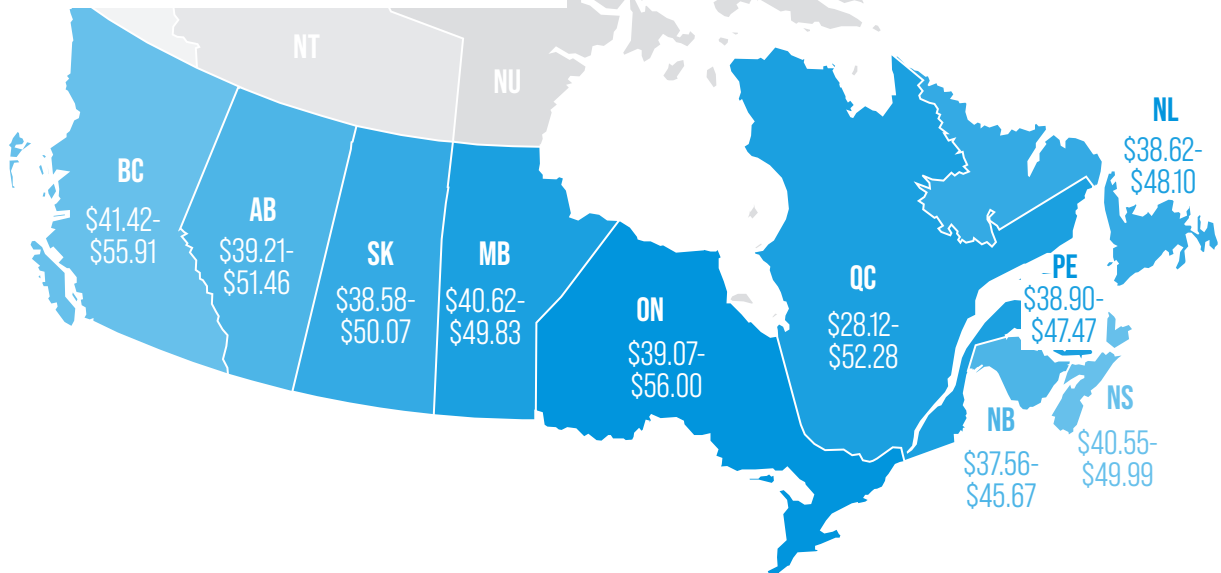 NT
NU
NL
$38.62-
$48.10
BC
$41.42-
$55.91
AB
$39.21-
$51.46
SK
$38.58-
$50.07
MB
$40.62-
$49.83
ON
$39.07-
$56.00
QC
$28.12-
$52.28
PE
$38.90-
$47.47
NB
$37.56-
$45.67
NS
$40.55-
$49.99